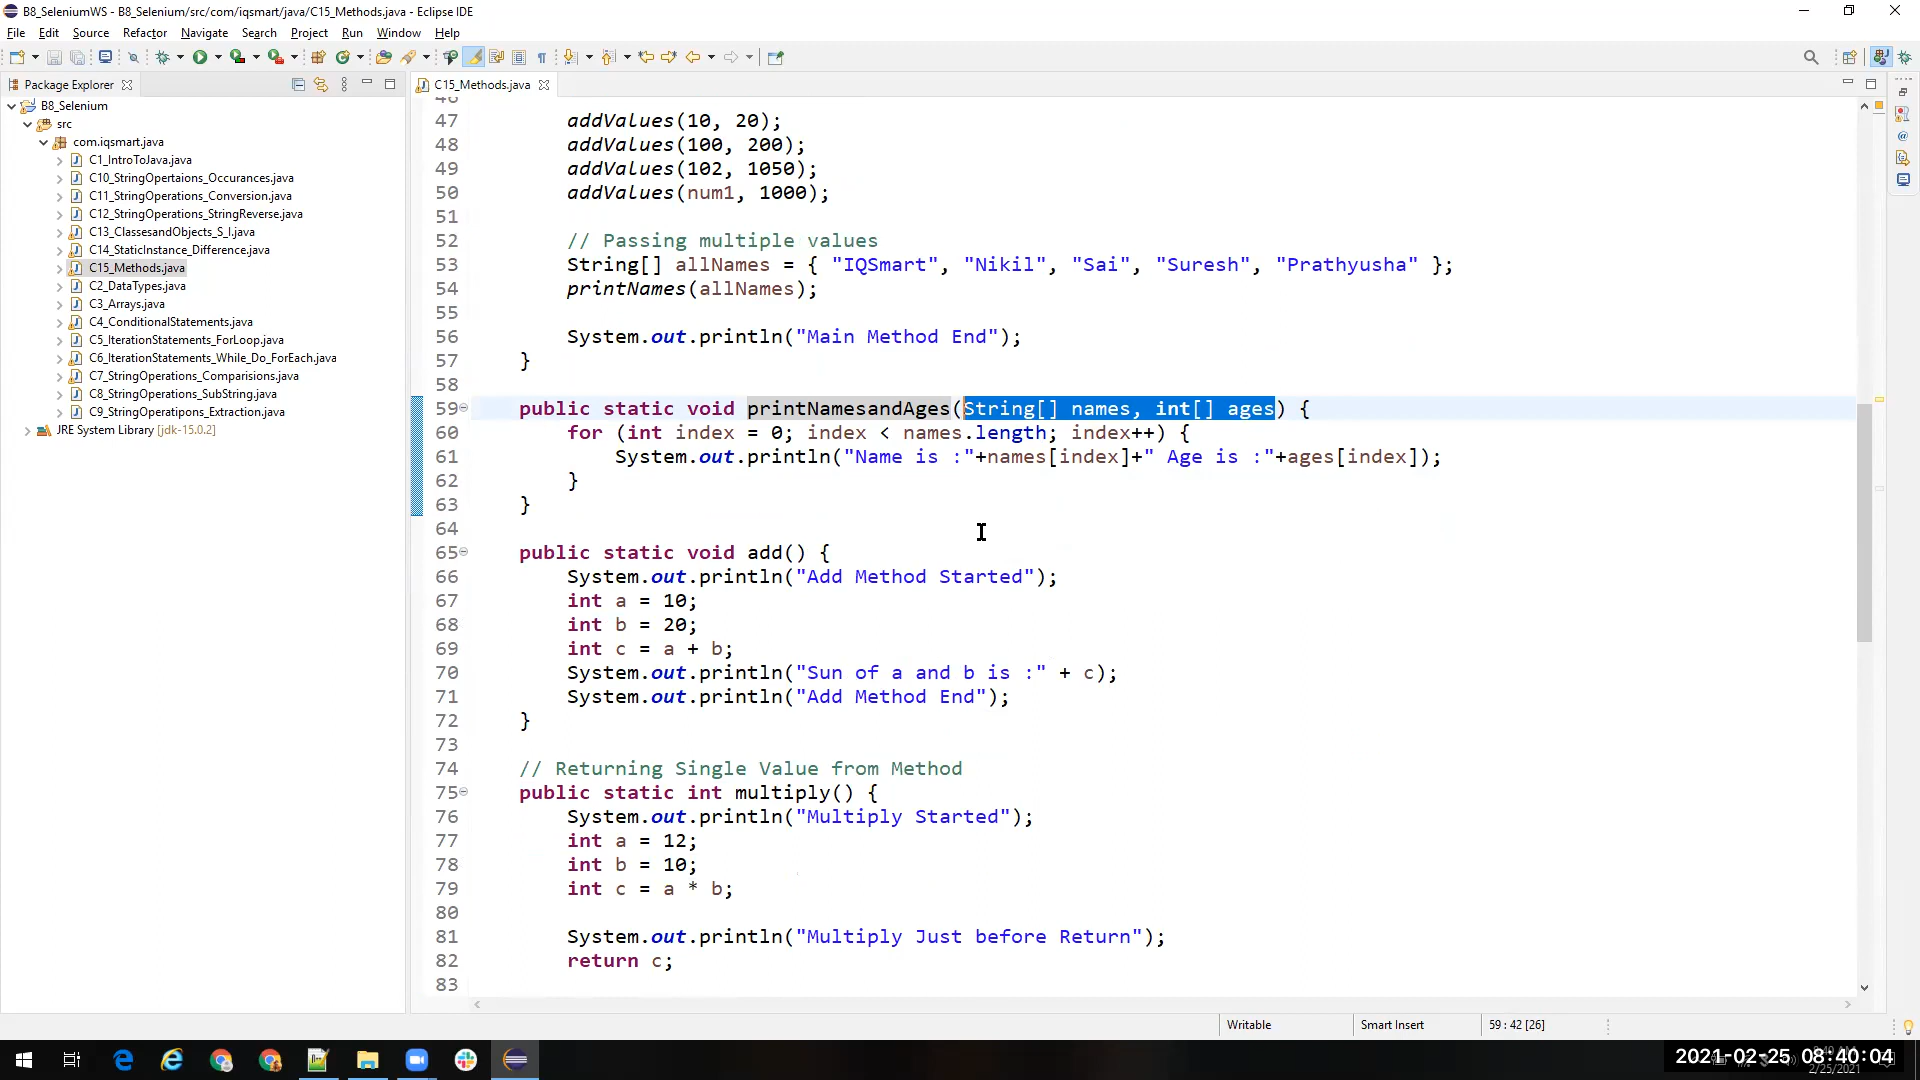 B8_SeleniumWS - B8_Selenium/src/com/iqsmart/java/C15_Methods.java - Eclipse IDE
File Edit Source Refactor Navigate Search Project Run Window Help
Package Explorer
C15_Methods.java
B8_Selenium
src
com.iqsmart.java
C1_IntroToJava.java
C10_StringOpertaions_Occurances.java
C11_StringOperations_Conversion.java
C12_StringOperations_StringReverse.java
C13_ClassesandObjects_S_I.java
C14_StaticInstance_Difference.java
C15_Methods.java
C2_DataTypes.java
C3_Arrays.java
C4_ConditionalStatements.java
C5_IterationStatements_ForLoop.java
C6_IterationStatements_While_Do_ForEach.java
C7_StringOperations_Comparisions.java
C8_StringOperations_SubString.java
C9_StringOperatipons_Extraction.java
JRE System Library [jdk-15.0.2]
46
47 addValues(10, 20);
48 addValues(100, 200);
49 addValues(102, 1050);
50 addValues(num1, 1000);
51
52 // Passing multiple values
53 String[] allNames = { "IQSmart", "Nikil", "Sai", "Suresh", "Prathyusha" };
54 printNames(allNames);
55
56 System.out.println("Main Method End");
57 }
58
59 public static void printNamesandAges(String[] names, int[] ages) {
60 for (int index = 0; index < names.length; index++) {
61 System.out.println("Name is :"+names[index]+" Age is :"+ages[index]);
62 }
63 }
64
65 public static void add() {
66 System.out.println("Add Method Started");
67 int a = 10;
68 int b = 20;
69 int c = a + b;
70 System.out.println("Sun of a and b is :" + c);
71 System.out.println("Add Method End");
72 }
73
74 // Returning Single Value from Method
75 public static int multiply() {
76 System.out.println("Multiply Started");
77 int a = 12;
78 int b = 10;
79 int c = a * b;
80
81 System.out.println("Multiply Just before Return");
82 return c;
83
Writable Smart Insert 59 : 42 [26]
2021-02-25 08:40:04
2/25/2021